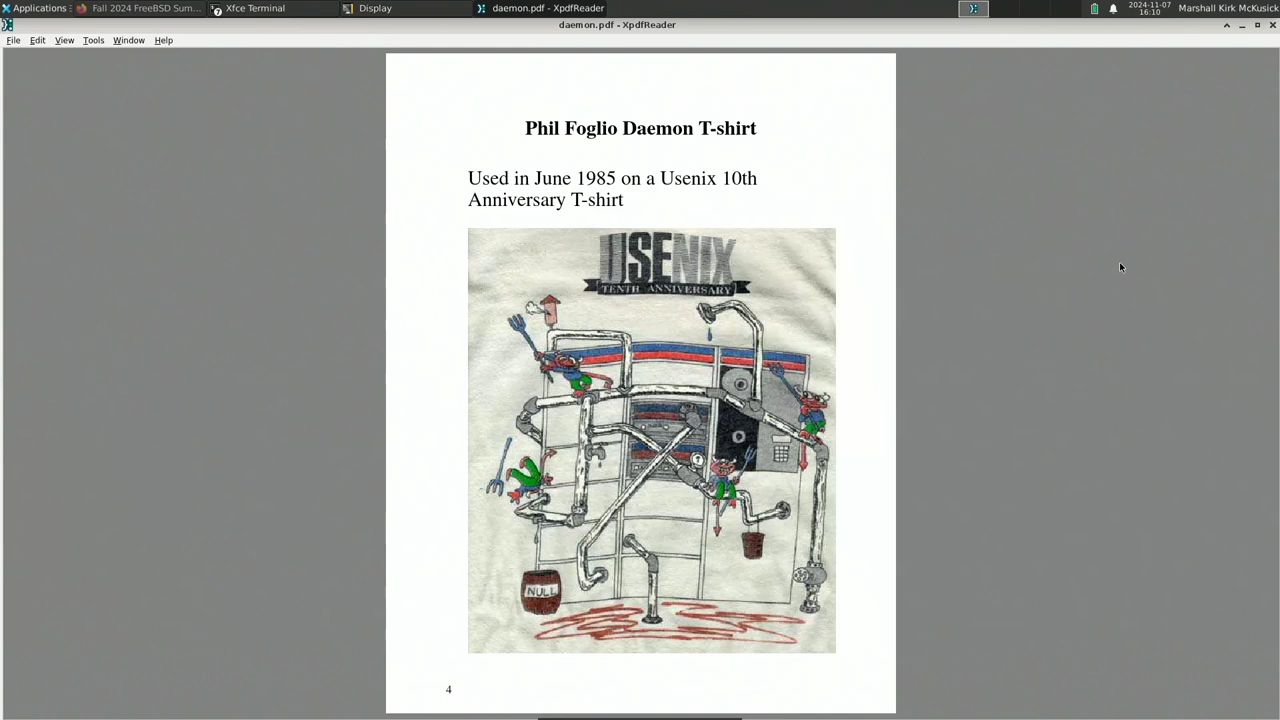 Applications
Fall 2024 FreeBSD Sum...
Xfce Terminal
Display
daemon.pdf - XpdfReader
2024-11-07
16:10
Marshall Kirk McKusick
daemon.pdf - XpdfReader
File Edit View Tools Window Help
Phil Foglio Daemon T-shirt
Used in June 1985 on a Usenix 10th
Anniversary T-shirt
USENIX
TENTH ANNIVERSARY
NULL
4